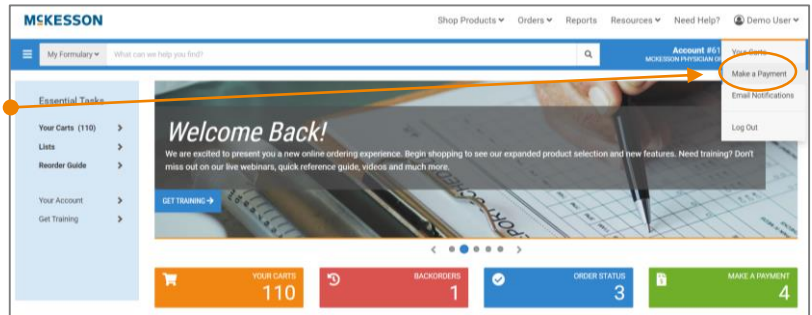 MCKESSON
Shop Products Orders Reports Resources Need Help? Demo User
My Formulary What can we help you find?
Account #61
MCKESSON PHYSICIAN
Your Carts
Make a Payment
Email Notifications
Log Out
Essential Tasks
Your Carts (110)
Lists
Reorder Guide
Your Account
Get Training
Welcome Back!
We are excited to present you a new online ordering experience. Begin shopping to see our expanded product selection and new features. Need training? Don't
miss out on our live webinars, quick reference guide, videos and much more.
GET TRAINING
YOUR CARTS
110
BACKORDERS
1
ORDER STATUS
3
MAKE A PAYMENT
4